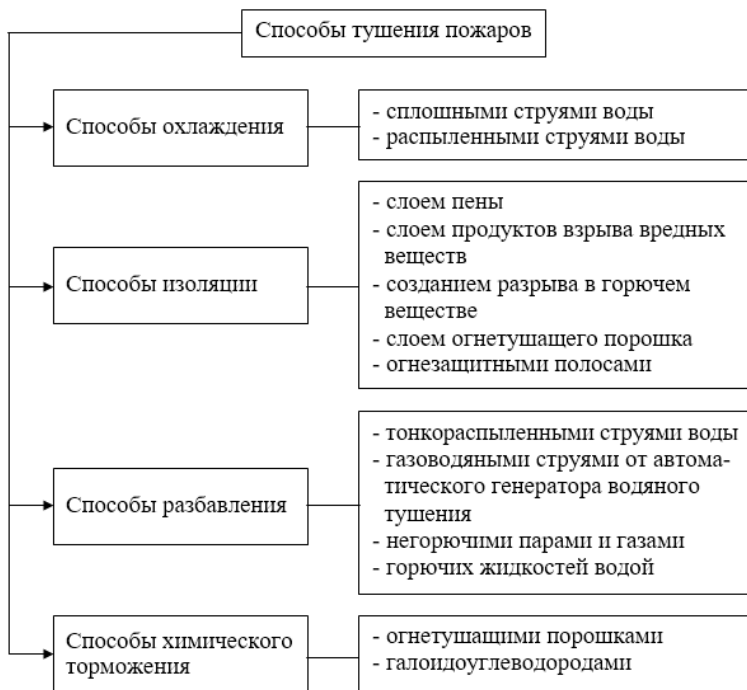 Способы тушения пожаров
Способы охлаждения
- сплошными струями воды
- распыленными струями воды
Способы изоляции
- слоем пены
- слоем продуктов взрыва вредных
веществ
- созданием разрыва в горючем
веществе
- слоем огнетушащего порошка
- огнезащитными полосами
Способы разбавления
- тонкораспыленными струями воды
- газоводяными струями от автома-
тического генератора водяного
тушения
- негорючими парами и газами
- горючих жидкостей водой
Способы химического
торможения
- огнетушащими порошками
- галоидоуглеводородами